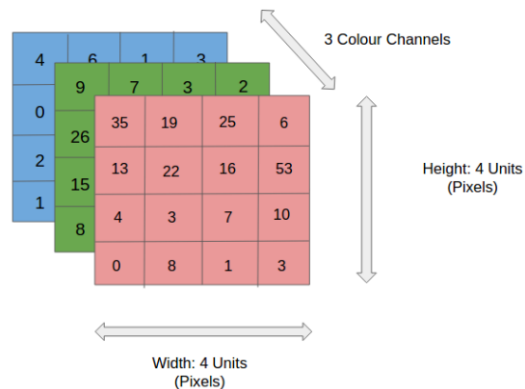 3 Colour Channels
4 6 1 3
9 7 3 2
0
35 19 25 6
26
13 22 16 53
2
15
4 3 7 10
1
8
0 8 1 3
Height: 4 Units
(Pixels)
Width: 4 Units
(Pixels)